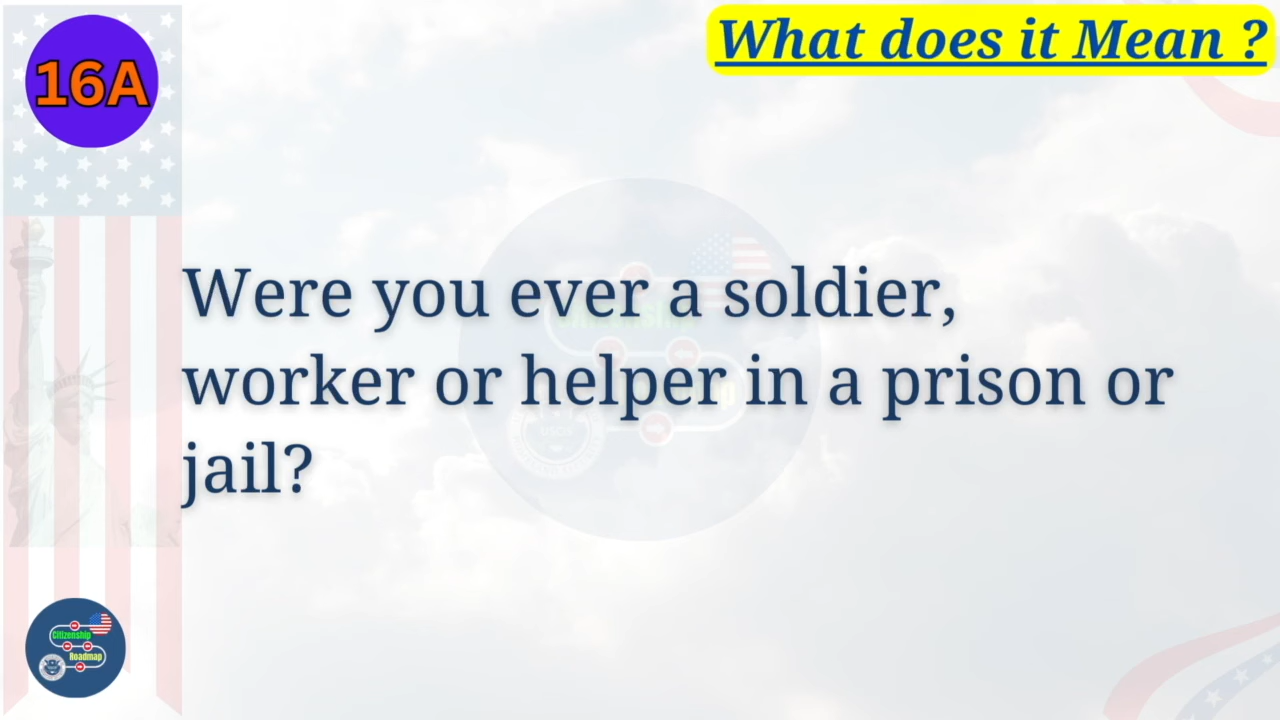 16A
What does it Mean ?
Were you ever a soldier,
worker or helper in a prison or
jail?
Citizenship
Roadmap